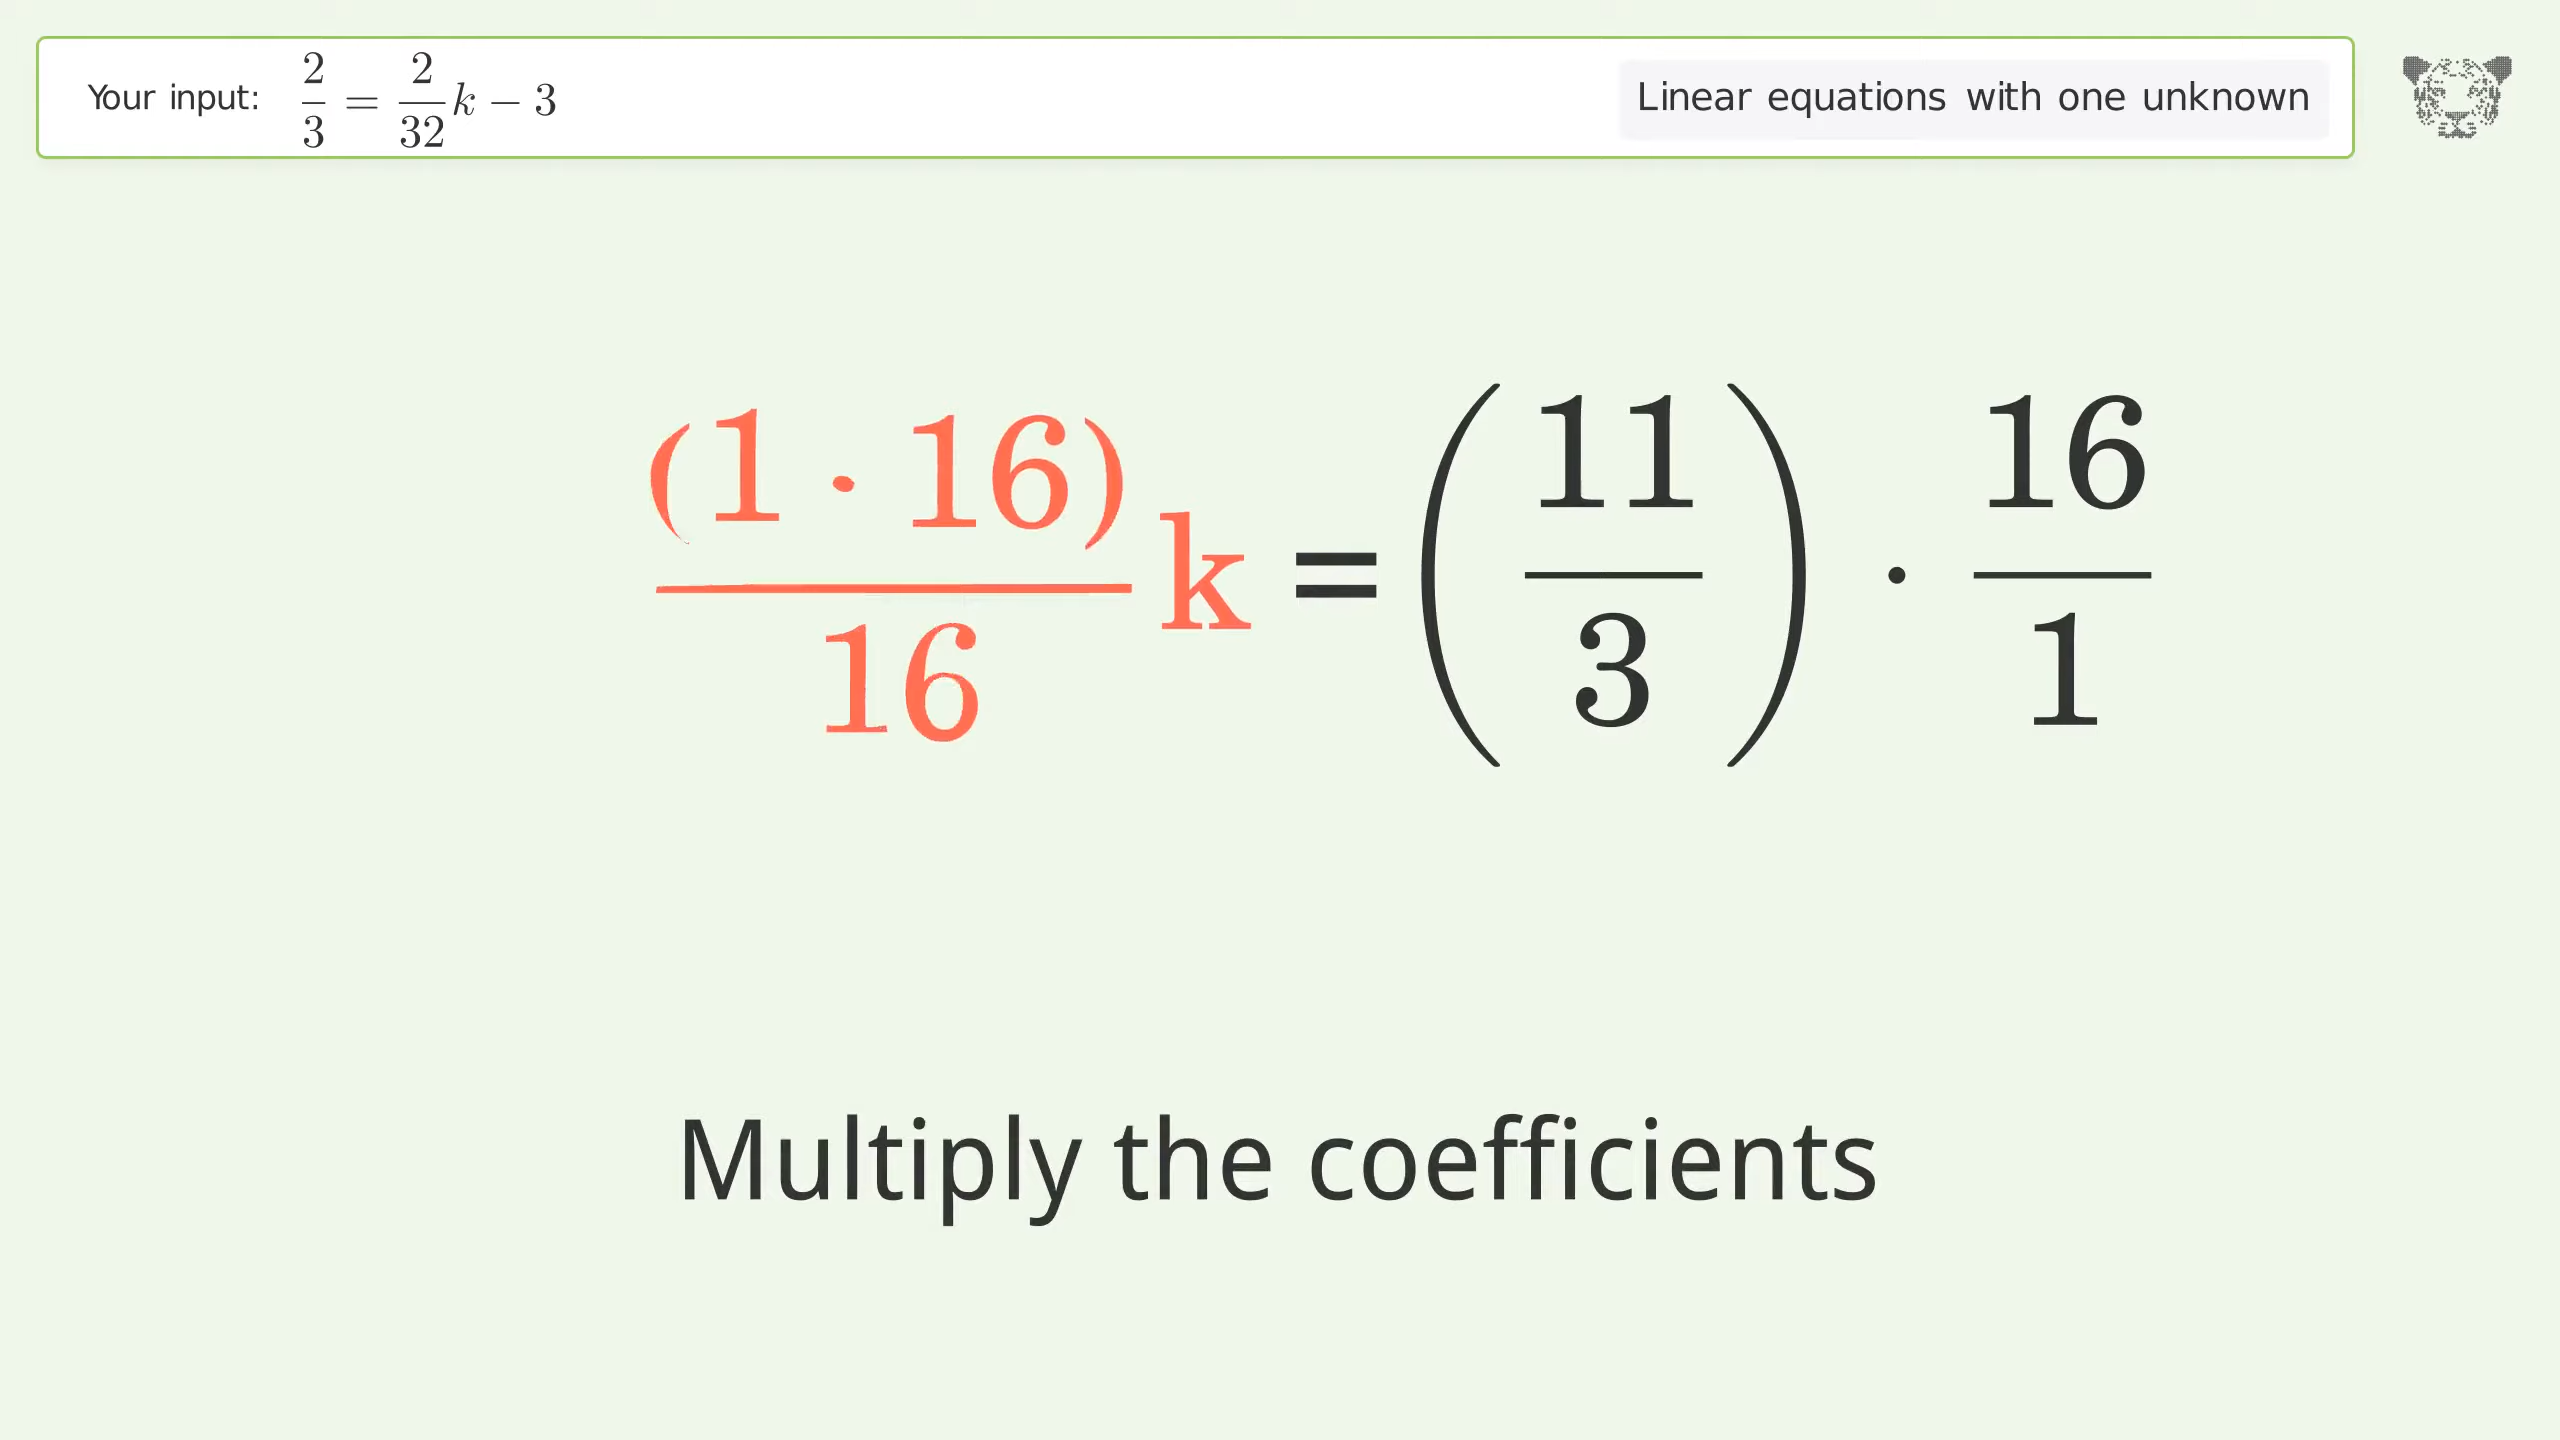 Your input: 2/3 = 2/32 k − 3
Linear equations with one unknown
(1 · 16)/16 k = (11/3) · 16/1
Multiply the coefficients